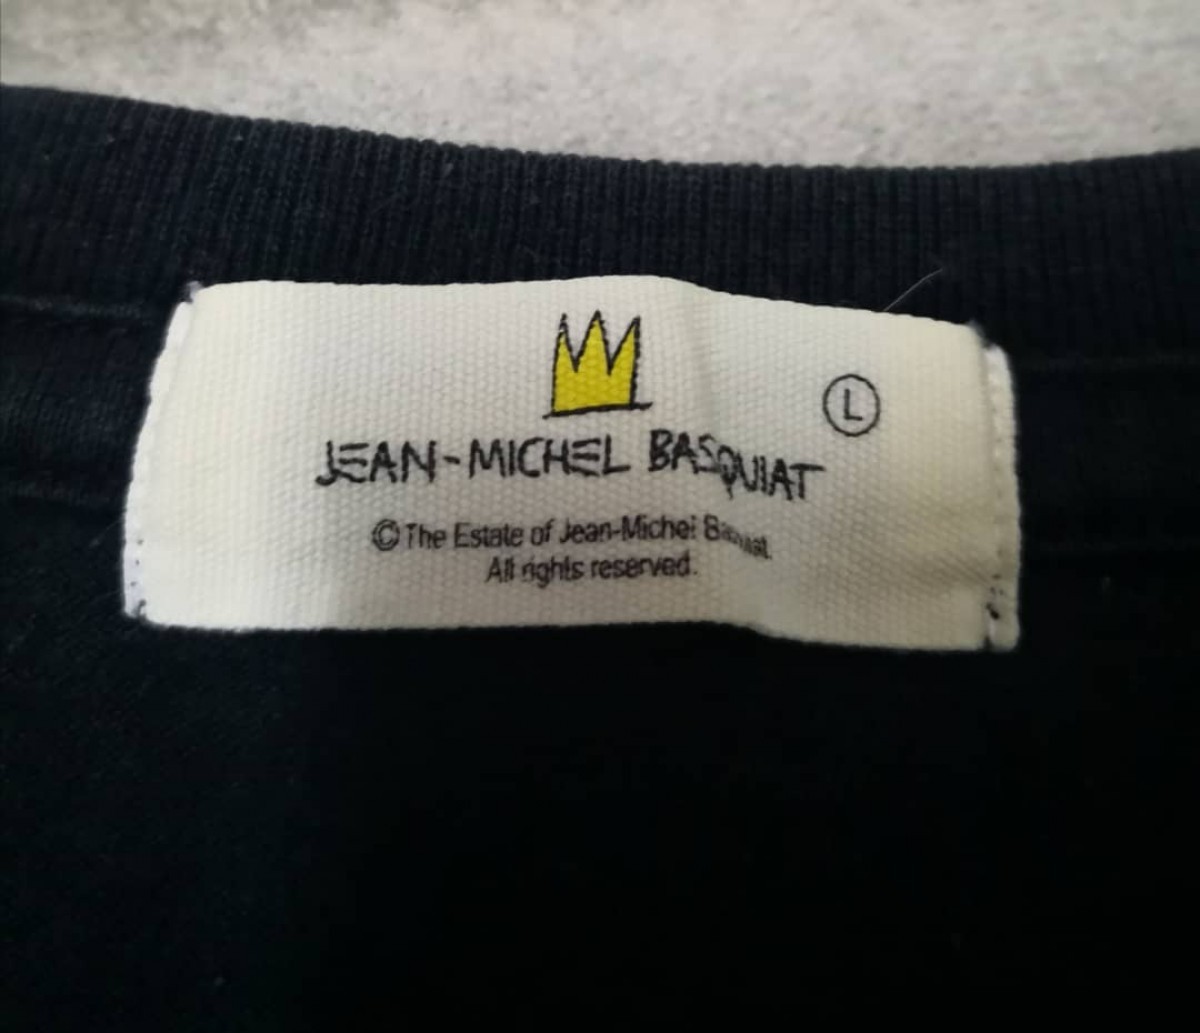 L
JEAN-MICHEL BASQUIAT
© The Estate of Jean-Michel Basquiat.
All rights reserved.